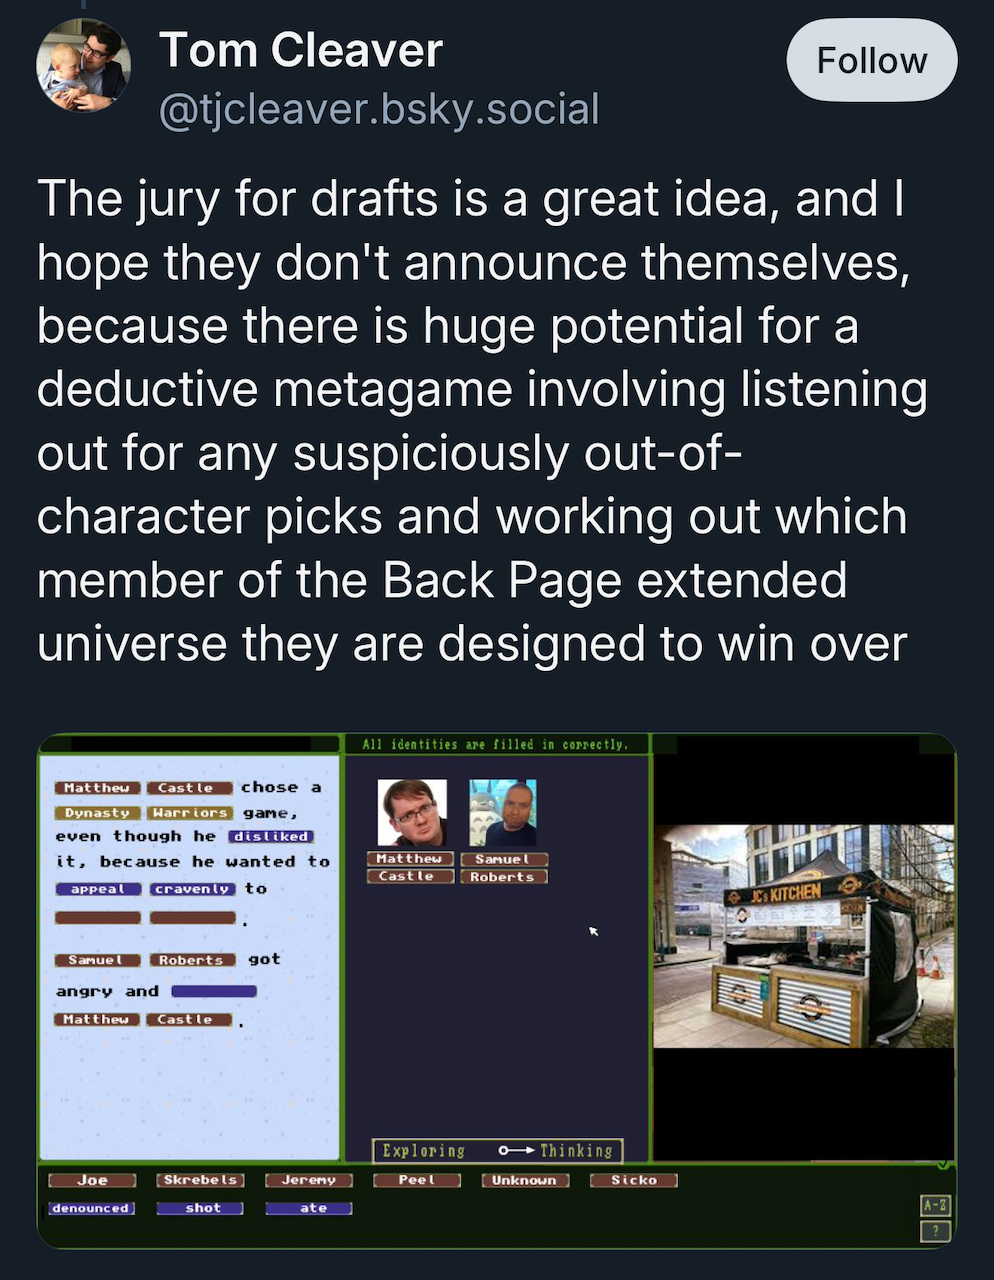 Tom Cleaver
@tjcleaver.bsky.social
Follow
The jury for drafts is a great idea, and I
hope they don't announce themselves,
because there is huge potential for a
deductive metagame involving listening
out for any suspiciously out-of-
character picks and working out which
member of the Back Page extended
universe they are designed to win over
Matthew Castle chose a
Dynasty Warriors game,
even though he disliked
it, because he wanted to
appeal cravenly to
.
Samuel Roberts got
angry and
Matthew Castle .
All identities are filled in correctly.
Matthew Samuel
Castle Roberts
Exploring Thinking
JC's KITCHEN
Joe Skrebels Jeremy Peel Unknown Sicko
denounced shot ate
A-Z
?